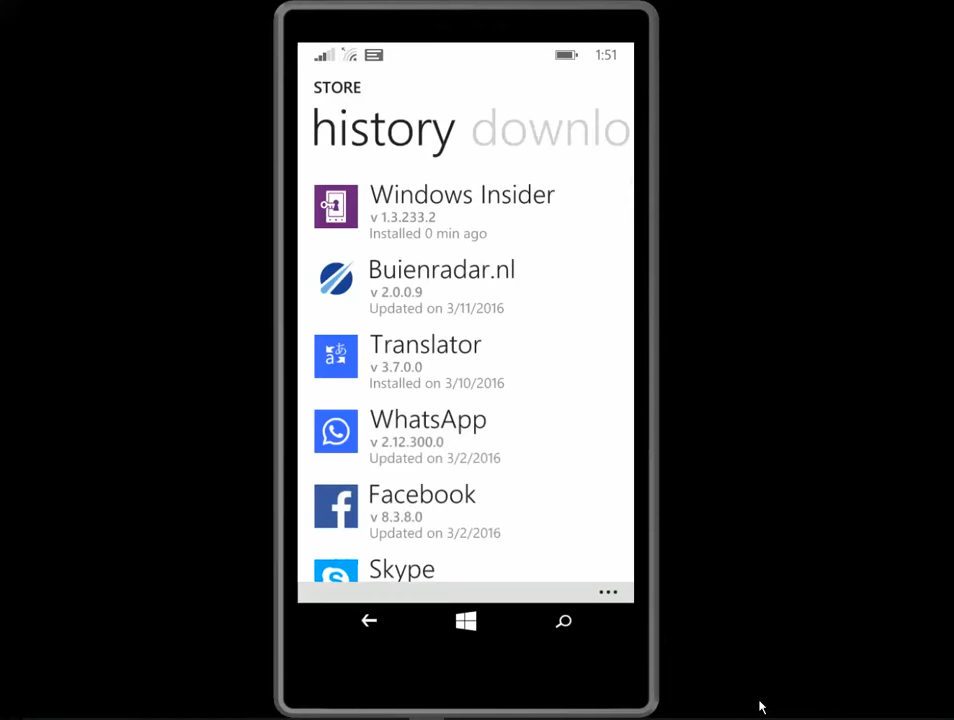 1:51
STORE
history downlo
Windows Insider
v 1.3.233.2
Installed 0 min ago
Buienradar.nl
v 2.0.0.9
Updated on 3/11/2016
Translator
v 3.7.0.0
Installed on 3/10/2016
WhatsApp
v 2.12.300.0
Updated on 3/2/2016
Facebook
v 8.3.8.0
Updated on 3/2/2016
Skype